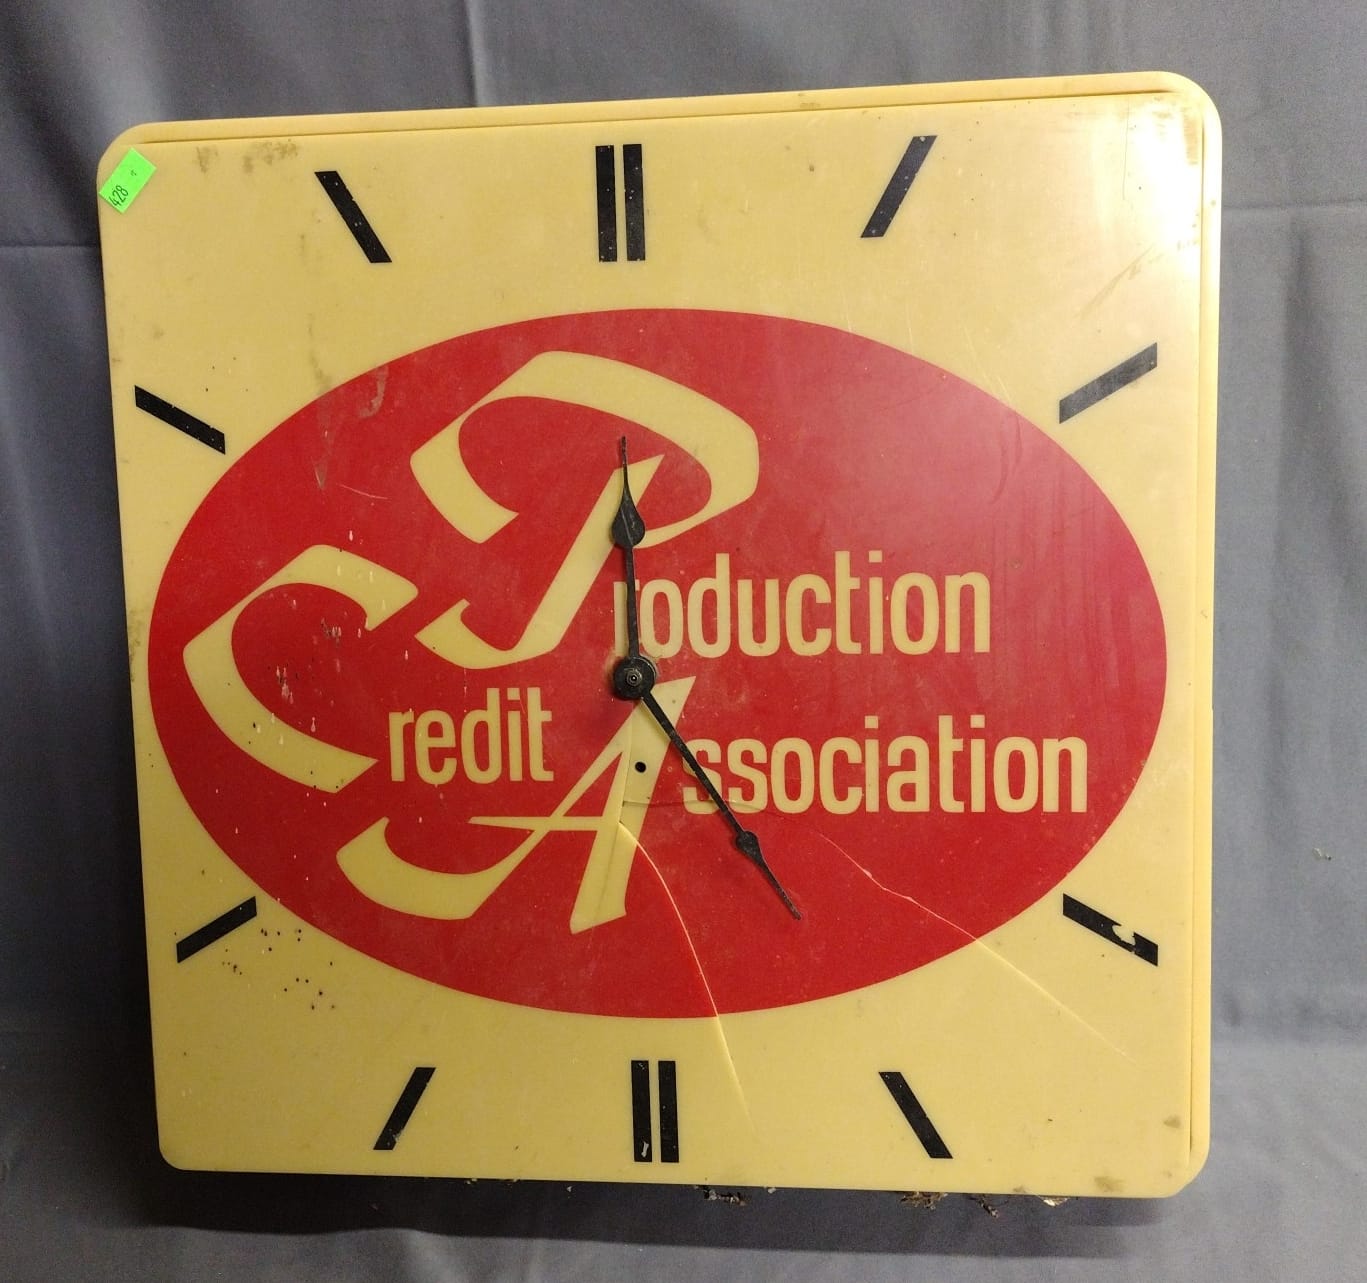 428
Production
Credit Association